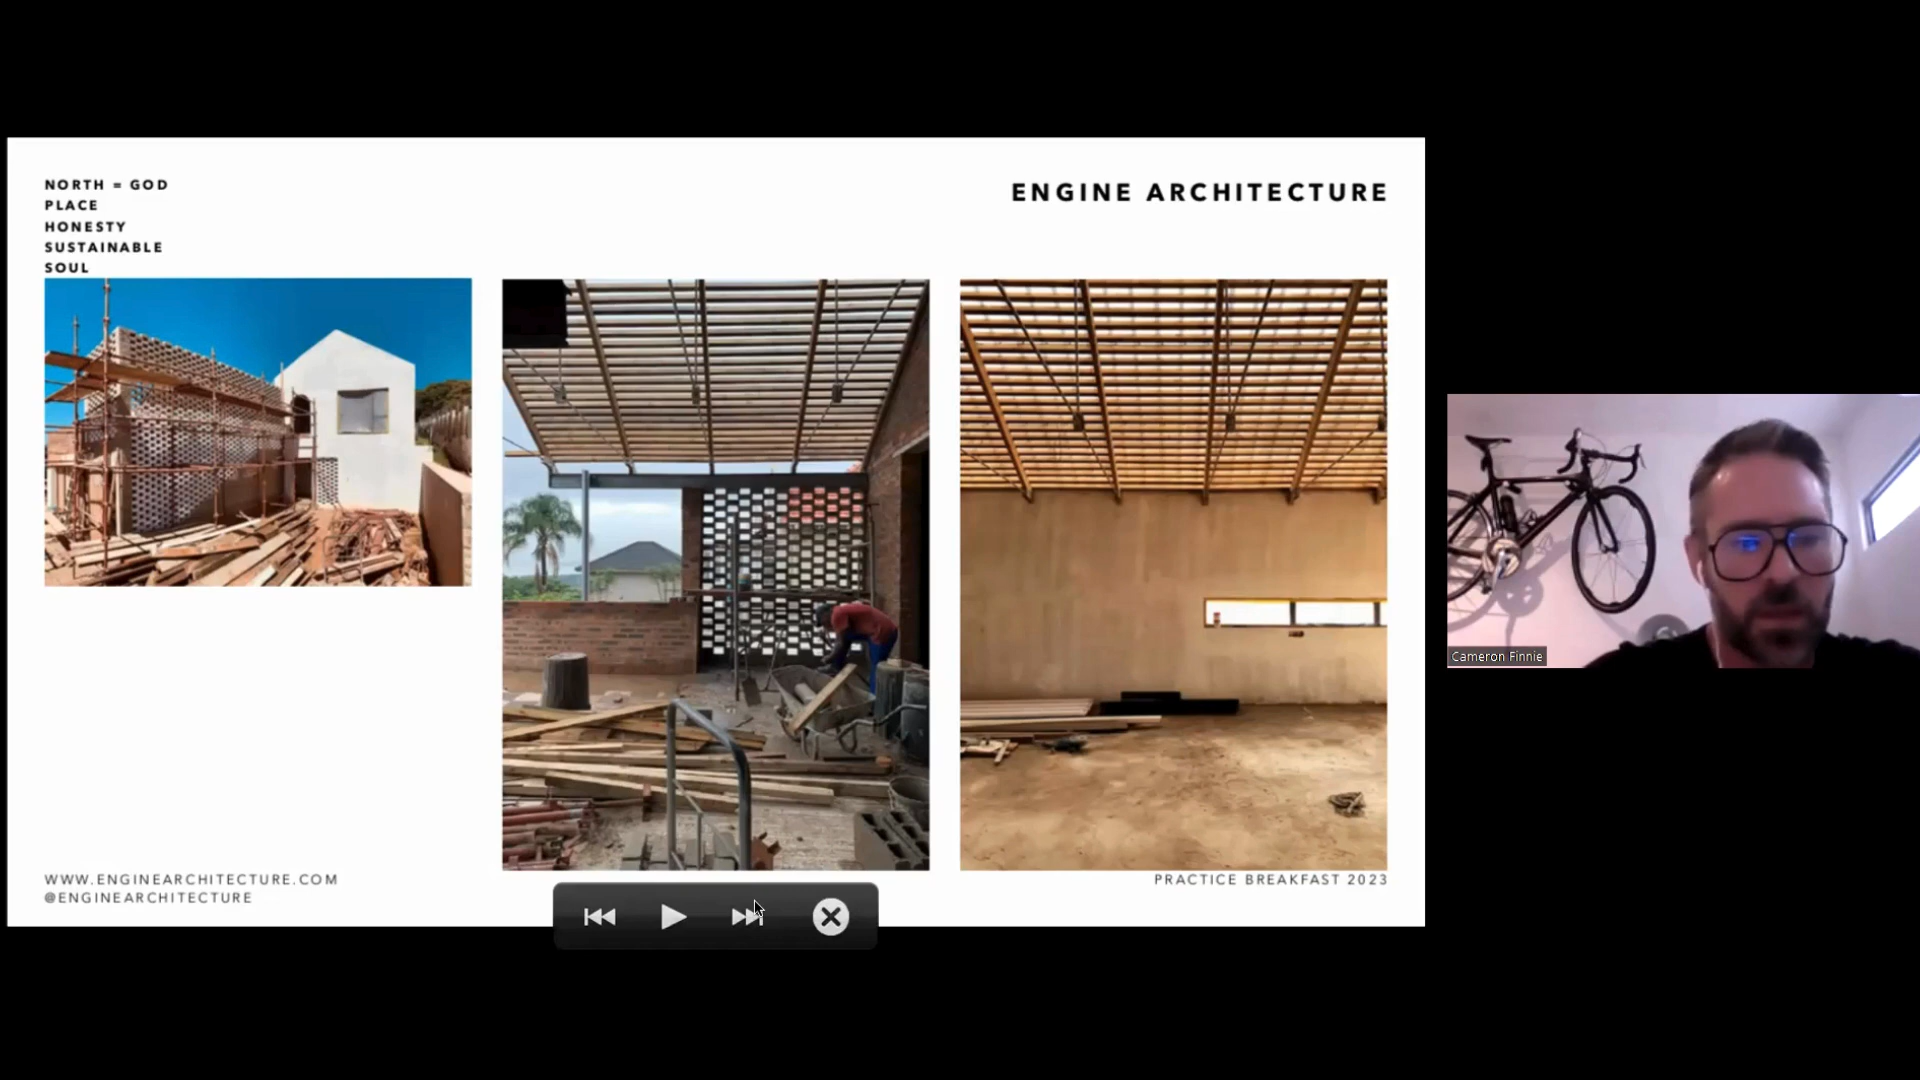 NORTH = GOD
PLACE
HONESTY
SUSTAINABLE
SOUL
ENGINE ARCHITECTURE
Cameron Finnie
WWW.ENGINEARCHITECTURE.COM
@ENGINEARCHITECTURE
PRACTICE BREAKFAST 2023